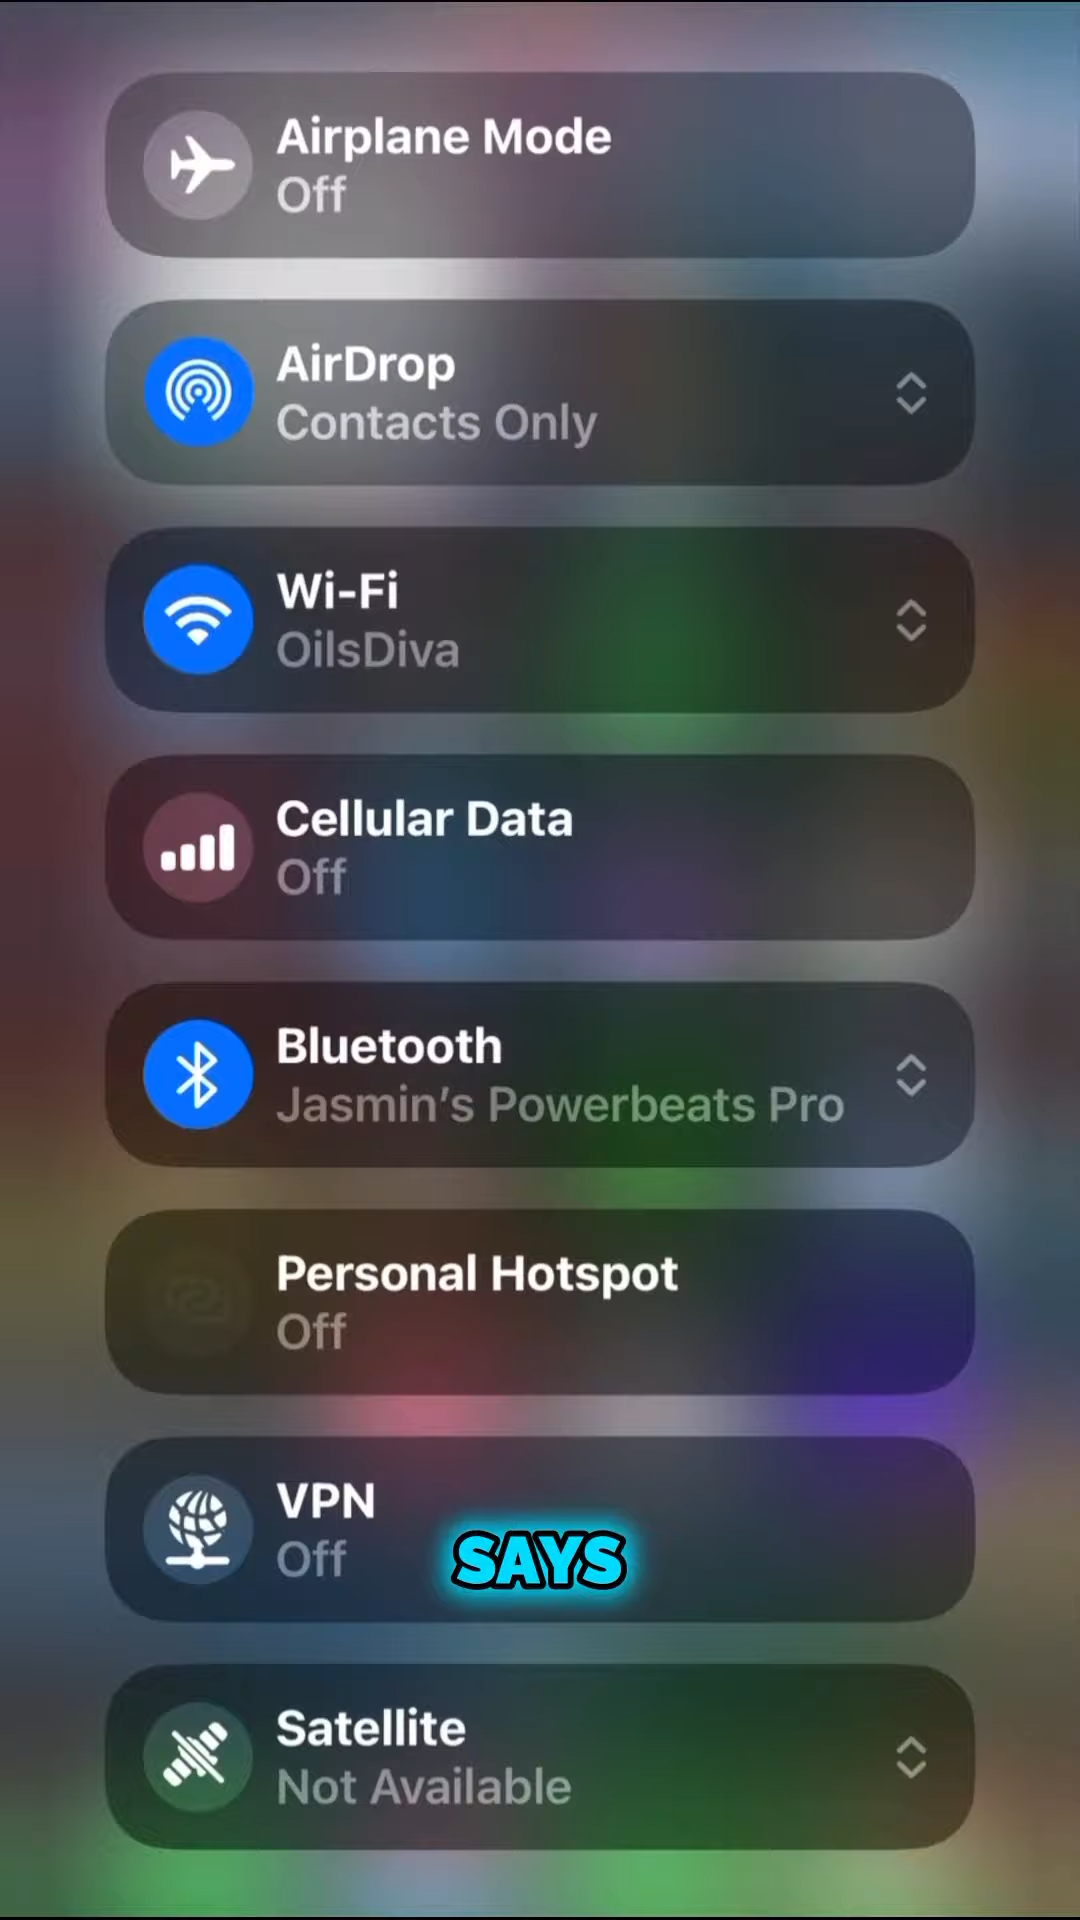 Airplane Mode
Off
AirDrop
Contacts Only
Wi-Fi
OilsDiva
Cellular Data
Off
Bluetooth
Jasmin’s Powerbeats Pro
Personal Hotspot
Off
VPN
Off
SAYS
Satellite
Not Available